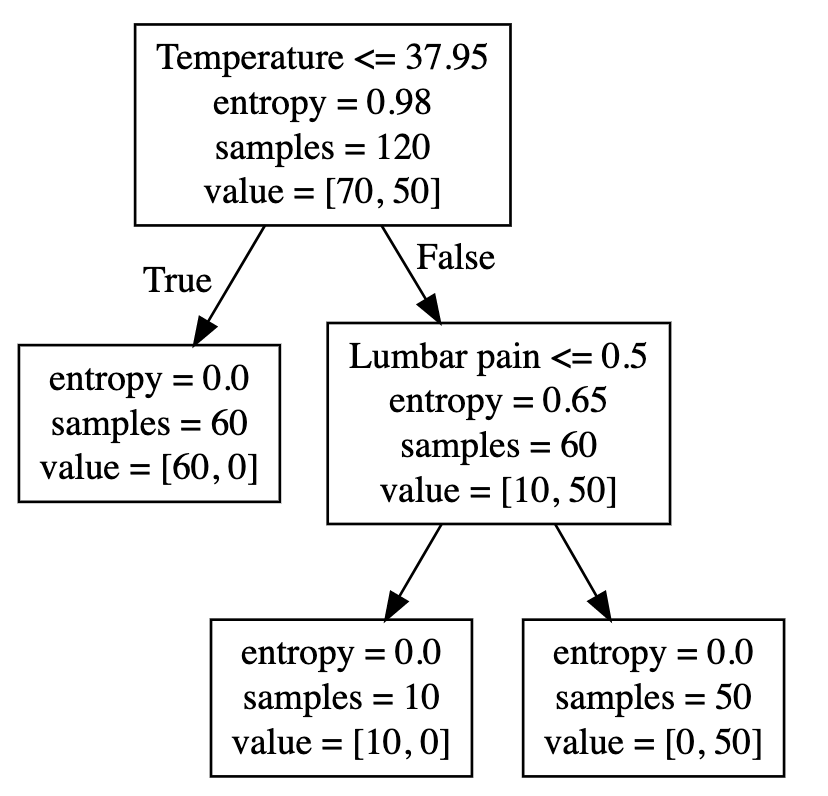 Temperature <= 37.95
entropy = 0.98
samples = 120
value = [70, 50]
True
False
entropy = 0.0
samples = 60
value = [60, 0]
Lumbar pain <= 0.5
entropy = 0.65
samples = 60
value = [10, 50]
entropy = 0.0
samples = 10
value = [10, 0]
entropy = 0.0
samples = 50
value = [0, 50]